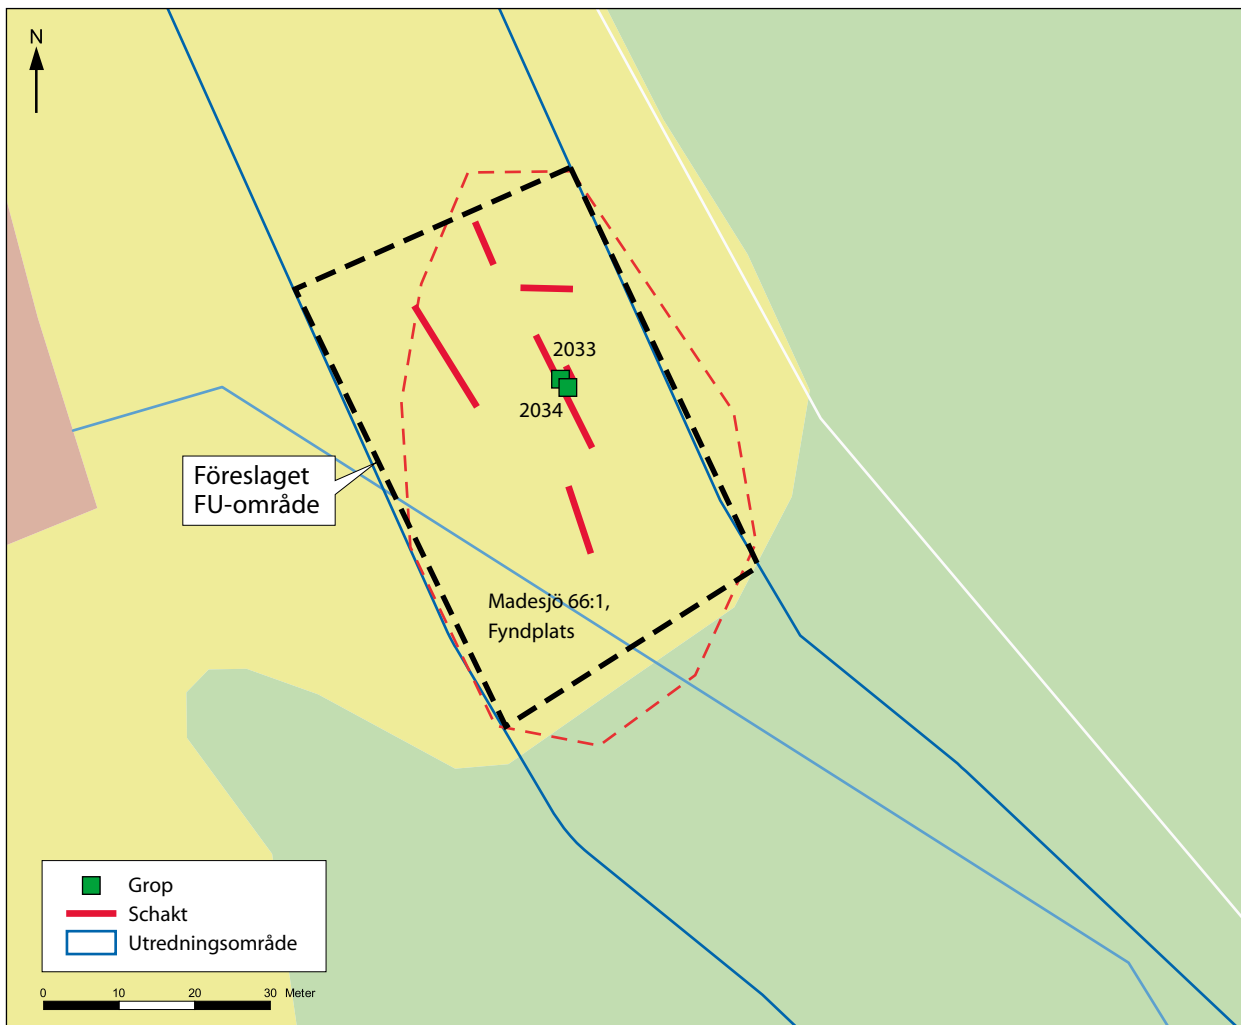 N
2033
2034
Föreslaget
FU-område
Madesjö 66:1,
Fyndplats
Grop
Schakt
Utredningsområde
0 10 20 30 Meter